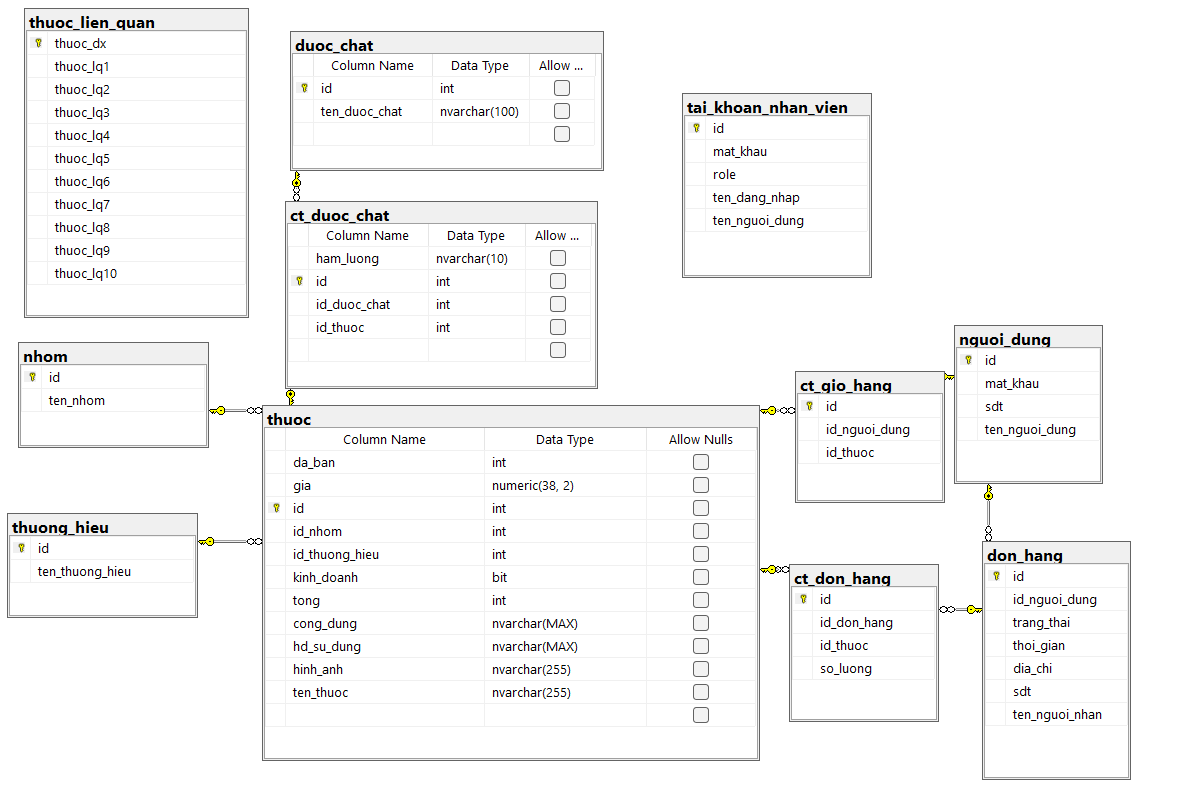 thuoc_lien_quan
thuoc_dx
thuoc_lq1
thuoc_lq2
thuoc_lq3
thuoc_lq4
thuoc_lq5
thuoc_lq6
thuoc_lq7
thuoc_lq8
thuoc_lq9
thuoc_lq10
duoc_chat
Column Name Data Type Allow ...
id int
ten_duoc_chat nvarchar(100)
tai_khoan_nhan_vien
id
mat_khau
role
ten_dang_nhap
ten_nguoi_dung
ct_duoc_chat
Column Name Data Type Allow ...
ham_luong nvarchar(10)
id int
id_duoc_chat int
id_thuoc int
nhom
id
ten_nhom
thuong_hieu
id
ten_thuong_hieu
thuoc
Column Name Data Type Allow Nulls
da_ban int
gia numeric(38, 2)
id int
id_nhom int
id_thuong_hieu int
kinh_doanh bit
tong int
cong_dung nvarchar(MAX)
hd_su_dung nvarchar(MAX)
hinh_anh nvarchar(255)
ten_thuoc nvarchar(255)
ct_gio_hang
id
id_nguoi_dung
id_thuoc
nguoi_dung
id
mat_khau
sdt
ten_nguoi_dung
ct_don_hang
id
id_don_hang
id_thuoc
so_luong
don_hang
id
id_nguoi_dung
trang_thai
thoi_gian
dia_chi
sdt
ten_nguoi_nhan